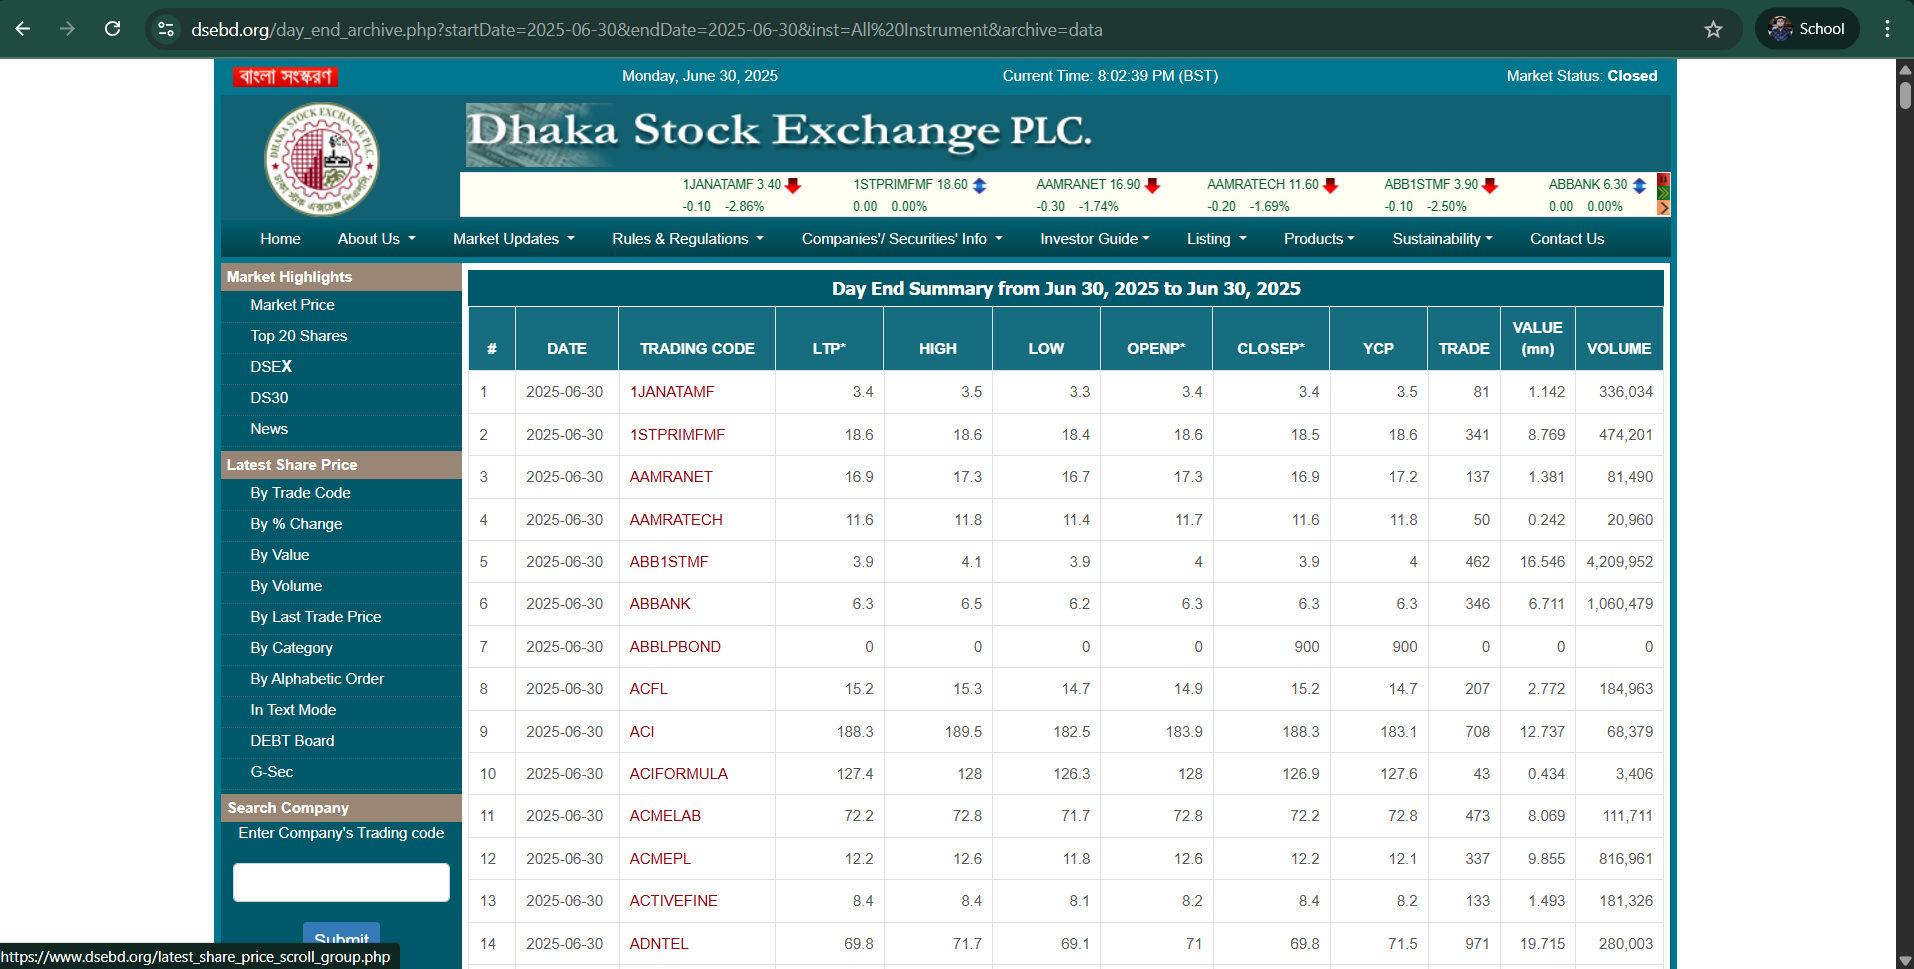 dsebd.org/day_end_archive.php?startDate=2025-06-30&endDate=2025-06-30&inst=All%20Instrument&archive=data
School
বাংলা সংস্করণ
Monday, June 30, 2025
Current Time: 8:02:39 PM (BST)
Market Status: Closed
DHAKA STOCK EXCHANGE PLC.
Dhaka Stock Exchange PLC.
1JANATAMF 3.40
-0.10 -2.86%
1STPRIMFMF 18.60
0.00 0.00%
AAMRANET 16.90
-0.30 -1.74%
AAMRATECH 11.60
-0.20 -1.69%
ABB1STMF 3.90
-0.10 -2.50%
ABBANK 6.30
0.00 0.00%
Home About Us Market Updates Rules & Regulations Companies'/ Securities' Info Investor Guide Listing Products Sustainability Contact Us
Market Highlights
Market Price
Top 20 Shares
DSEX
DS30
News
Latest Share Price
By Trade Code
By % Change
By Value
By Volume
By Last Trade Price
By Category
By Alphabetic Order
In Text Mode
DEBT Board
G-Sec
Search Company
Enter Company's Trading code
Submit
Day End Summary from Jun 30, 2025 to Jun 30, 2025
# DATE TRADING CODE LTP* HIGH LOW OPENP* CLOSEP* YCP TRADE VALUE (mn) VOLUME
1 2025-06-30 1JANATAMF 3.4 3.5 3.3 3.4 3.4 3.5 81 1.142 336,034
2 2025-06-30 1STPRIMFMF 18.6 18.6 18.4 18.6 18.5 18.6 341 8.769 474,201
3 2025-06-30 AAMRANET 16.9 17.3 16.7 17.3 16.9 17.2 137 1.381 81,490
4 2025-06-30 AAMRATECH 11.6 11.8 11.4 11.7 11.6 11.8 50 0.242 20,960
5 2025-06-30 ABB1STMF 3.9 4.1 3.9 4 3.9 4 462 16.546 4,209,952
6 2025-06-30 ABBANK 6.3 6.5 6.2 6.3 6.3 6.3 346 6.711 1,060,479
7 2025-06-30 ABBLPBOND 0 0 0 0 900 900 0 0 0
8 2025-06-30 ACFL 15.2 15.3 14.7 14.9 15.2 14.7 207 2.772 184,963
9 2025-06-30 ACI 188.3 189.5 182.5 183.9 188.3 183.1 708 12.737 68,379
10 2025-06-30 ACIFORMULA 127.4 128 126.3 128 126.9 127.6 43 0.434 3,406
11 2025-06-30 ACMELAB 72.2 72.8 71.7 72.8 72.2 72.8 473 8.069 111,711
12 2025-06-30 ACMEPL 12.2 12.6 11.8 12.6 12.2 12.1 337 9.855 816,961
13 2025-06-30 ACTIVEFINE 8.4 8.4 8.1 8.2 8.4 8.2 133 1.493 181,326
14 2025-06-30 ADNTEL 69.8 71.7 69.1 71 69.8 71.5 971 19.715 280,003
https://www.dsebd.org/latest_share_price_scroll_group.php